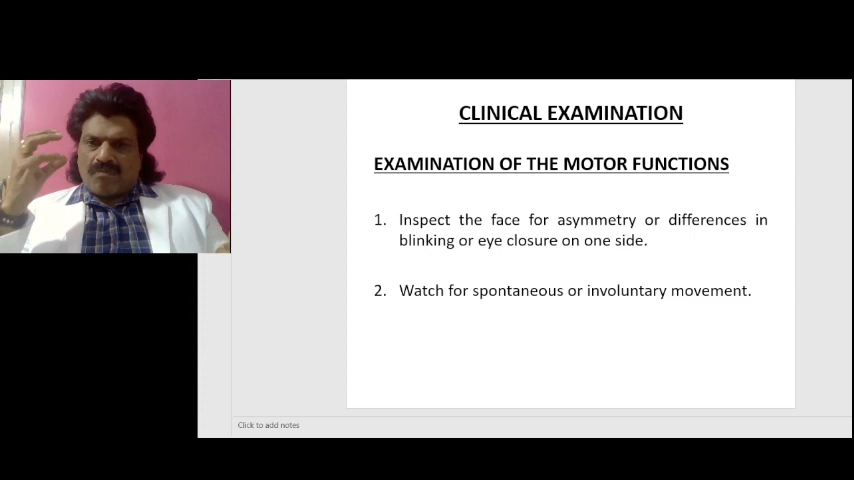 CLINICAL EXAMINATION
EXAMINATION OF THE MOTOR FUNCTIONS
1. Inspect the face for asymmetry or differences in
blinking or eye closure on one side.
2. Watch for spontaneous or involuntary movement.
Click to add notes